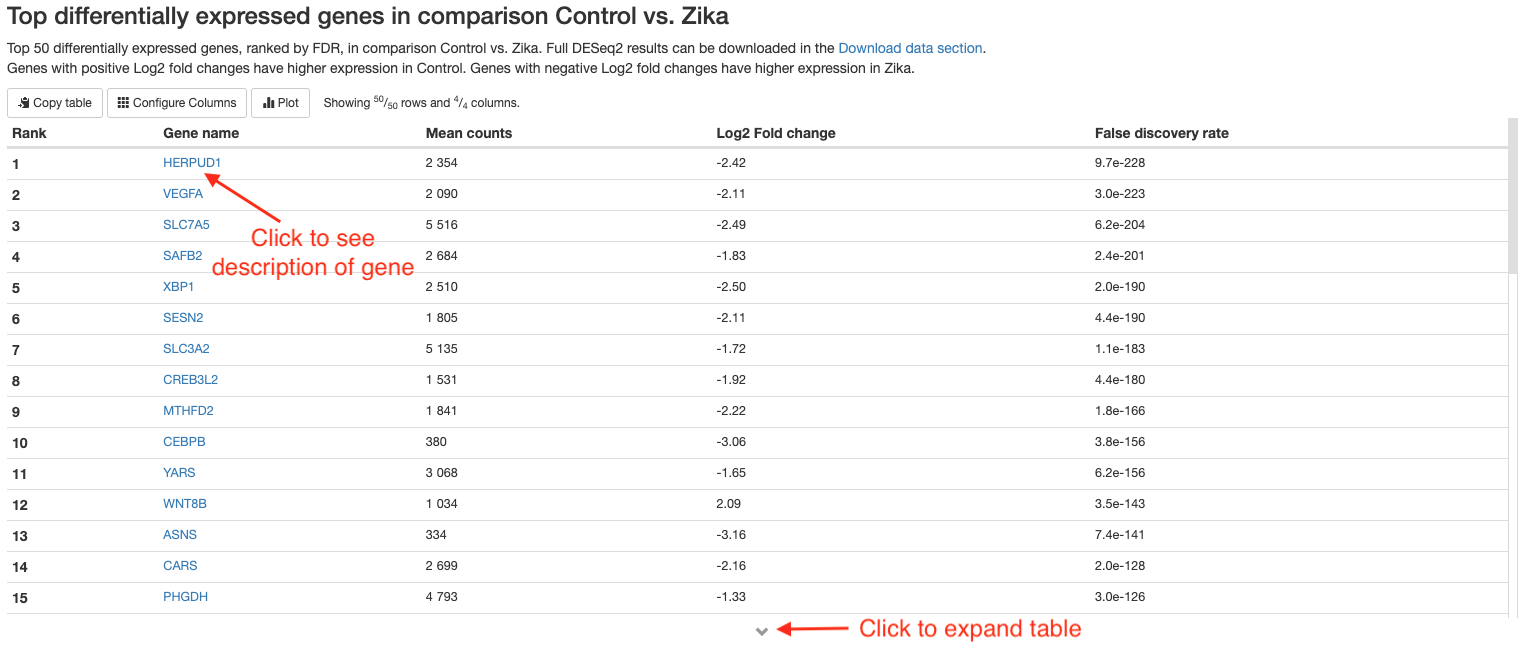 Top differentially expressed genes in comparison Control vs. Zika
Top 50 differentially expressed genes, ranked by FDR, in comparison Control vs. Zika. Full DESeq2 results can be downloaded in the Download data section.
Genes with positive Log2 fold changes have higher expression in Control. Genes with negative Log2 fold changes have higher expression in Zika.
Copy table Configure Columns Plot Showing 50/50 rows and 4/4 columns.
Rank Gene name Mean counts Log2 Fold change False discovery rate
1 HERPUD1 2 354 -2.42 9.7e-228
2 VEGFA 2 090 -2.11 3.0e-223
3 SLC7A5 5 516 -2.49 6.2e-204
Click to see
4 SAFB2 2 684 -1.83 2.4e-201
description of gene
5 XBP1 2 510 -2.50 2.0e-190
6 SESN2 1 805 -2.11 4.4e-190
7 SLC3A2 5 135 -1.72 1.1e-183
8 CREB3L2 1 531 -1.92 4.4e-180
9 MTHFD2 1 841 -2.22 1.8e-166
10 CEBPB 380 -3.06 3.8e-156
11 YARS 3 068 -1.65 6.2e-156
12 WNT8B 1 034 2.09 3.5e-143
13 ASNS 334 -3.16 7.4e-141
14 CARS 2 699 -2.16 2.0e-128
15 PHGDH 4 793 -1.33 3.0e-126
Click to expand table